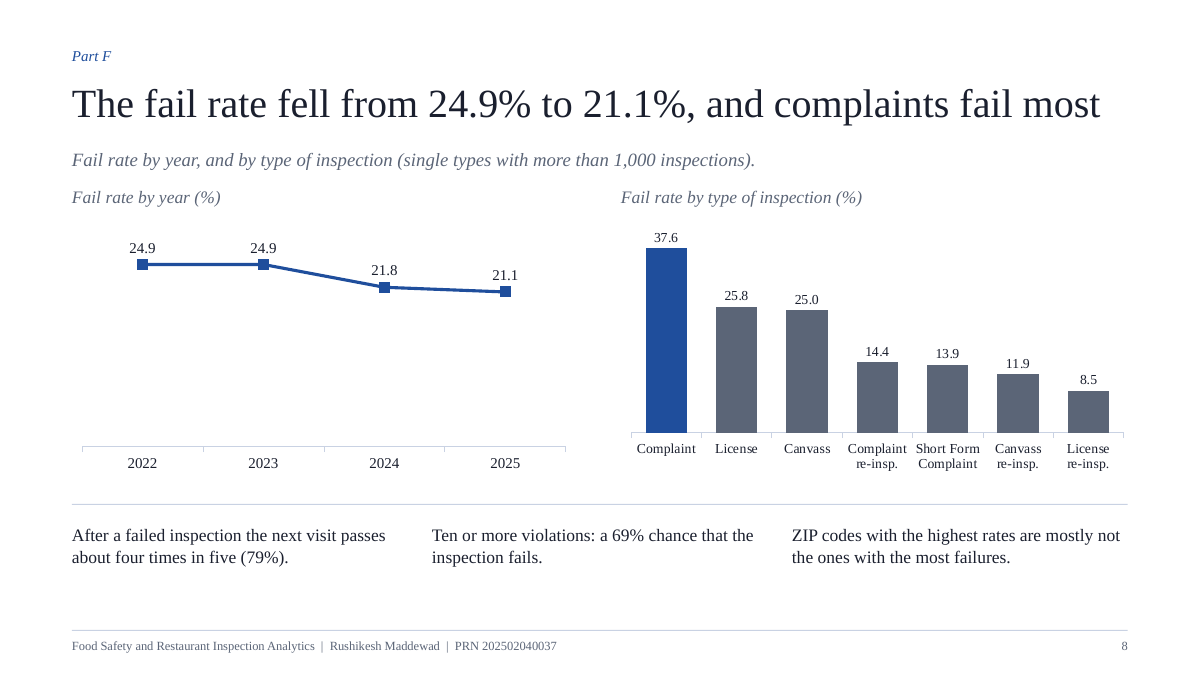 Part F
The fail rate fell from 24.9% to 21.1%, and complaints fail most
Fail rate by year, and by type of inspection (single types with more than 1,000 inspections).
Fail rate by year (%)
24.9
24.9
21.8
21.1
2022
2023
2024
2025
Fail rate by type of inspection (%)
37.6
25.8
25.0
14.4
13.9
11.9
8.5
Complaint
License
Canvass
Complaint
re-insp.
Short Form
Complaint
Canvass
re-insp.
License
re-insp.
After a failed inspection the next visit passes
about four times in five (79%).
Ten or more violations: a 69% chance that the
inspection fails.
ZIP codes with the highest rates are mostly not
the ones with the most failures.
Food Safety and Restaurant Inspection Analytics | Rushikesh Maddewad | PRN 202502040037
8